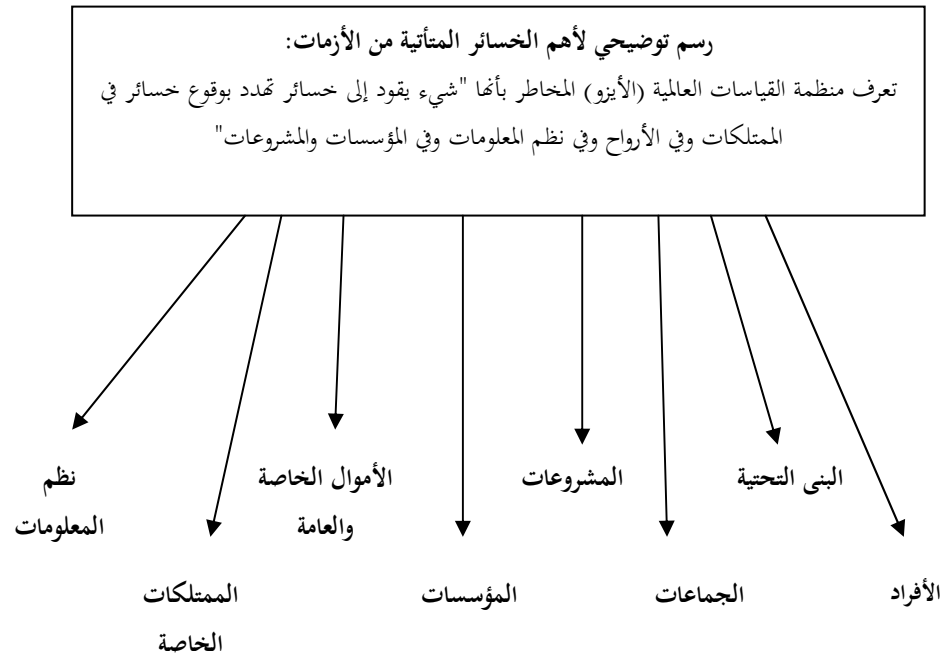 رسم توضيحي لأهم الخسائر المتأتية من الأزمات:
تعرف منظمة القياسات العالمية (الأيزو) المخاطر بأنها "شيء يقود إلى خسائر تهدد بوقوع خسائر في
الممتلكات وفي الأرواح وفي نظم المعلومات وفي المؤسسات والمشروعات"
البنى التحتية
المشروعات
الأموال الخاصة
والعامة
نظم
المعلومات
الأفراد
الجماعات
المؤسسات
الممتلكات
الخاصة